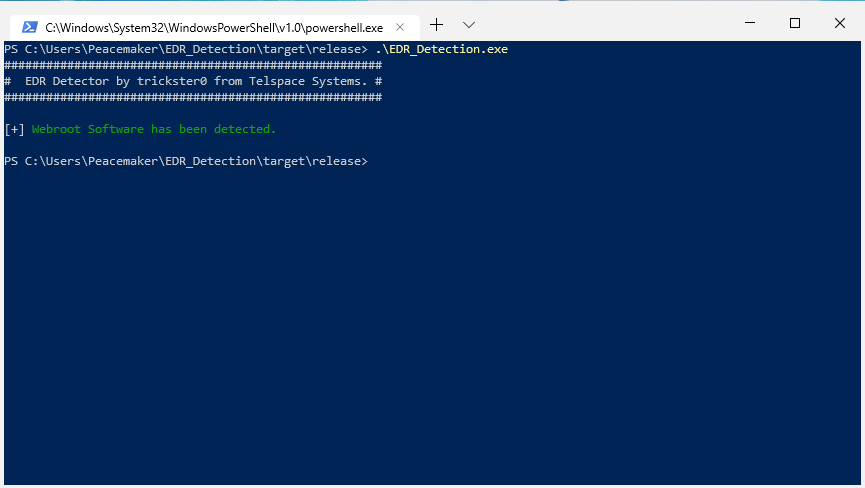 C:\Windows\System32\WindowsPowerShell\v1.0\powershell.exe
PS C:\Users\Peacemaker\EDR_Detection\target\release> .\EDR_Detection.exe
######################################################
#  EDR Detector by trickster0 from Telspace Systems. #
######################################################
[+] Webroot Software has been detected.
PS C:\Users\Peacemaker\EDR_Detection\target\release>